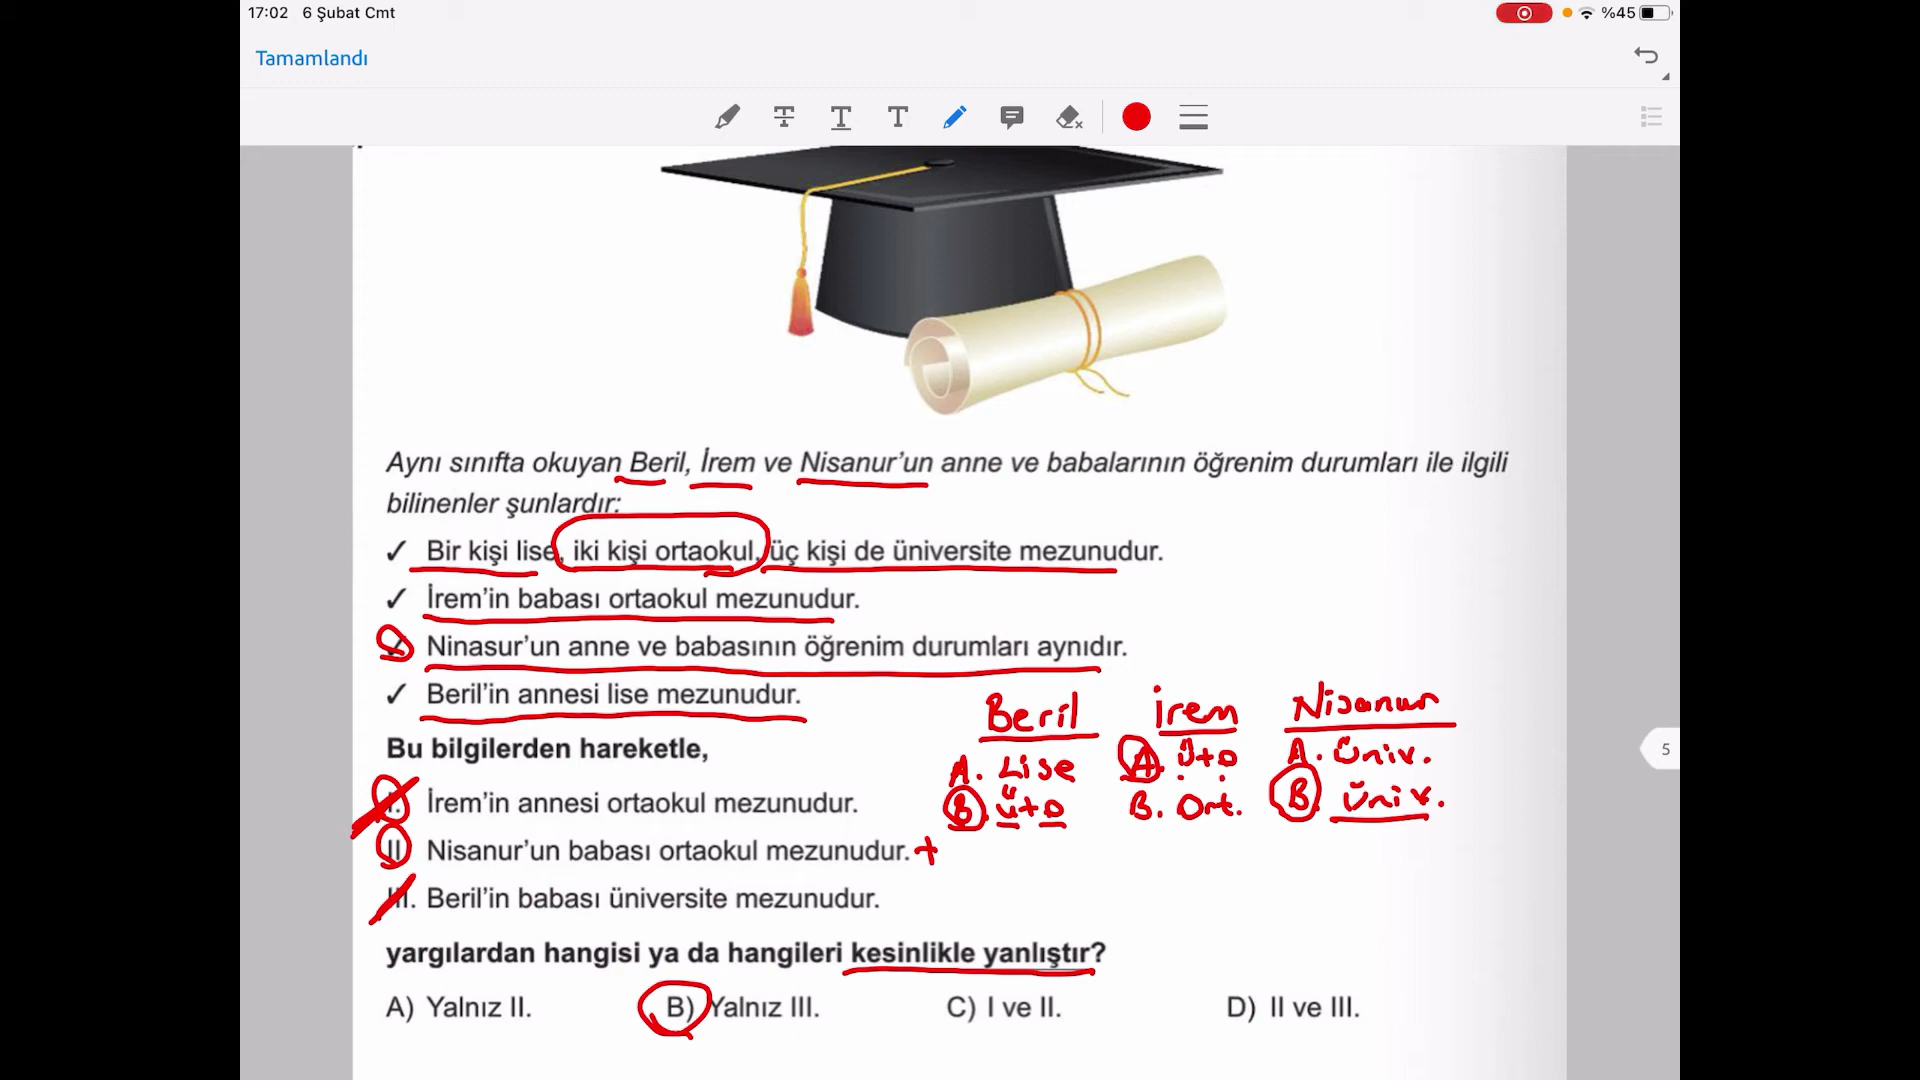 17:02 6 Şubat Cmt
%45
Tamamlandı
Aynı sınıfta okuyan Beril, İrem ve Nisanur’un anne ve babalarının öğrenim durumları ile ilgili
bilinenler şunlardır:
✓ Bir kişi lise, iki kişi ortaokul, üç kişi de üniversite mezunudur.
✓ İrem’in babası ortaokul mezunudur.
✓ Ninasur’un anne ve babasının öğrenim durumları aynıdır.
✓ Beril’in annesi lise mezunudur.
Beril İrem Nisanur
A. Lise A. Ü+O A. Üniv.
B. Ü+O B. Ort. B. Üniv.
Bu bilgilerden hareketle,
I. İrem’in annesi ortaokul mezunudur.
II. Nisanur’un babası ortaokul mezunudur. +
III. Beril’in babası üniversite mezunudur.
yargılardan hangisi ya da hangileri kesinlikle yanlıştır?
A) Yalnız II. B) Yalnız III. C) I ve II. D) II ve III.
5